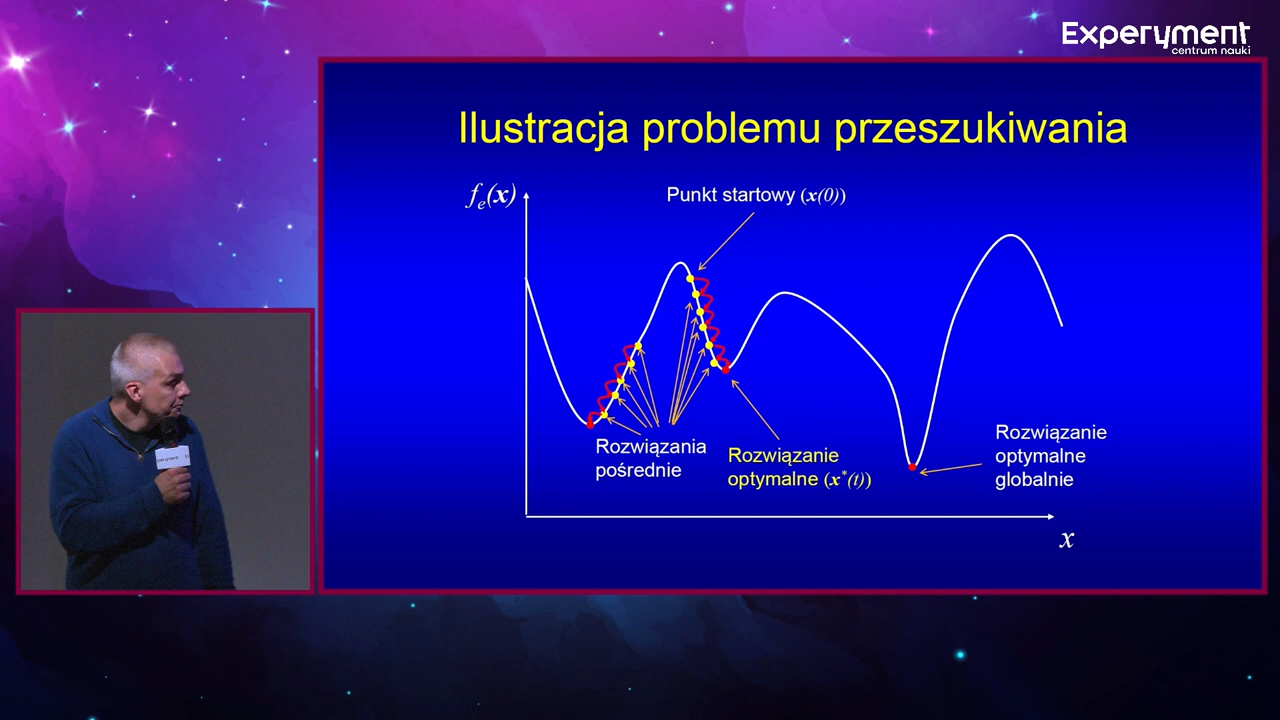 Experyment
centrum nauki
Ilustracja problemu przeszukiwania
fe(x)
Punkt startowy (x(0))
Rozwiązania
pośrednie
Rozwiązanie
optymalne (x*(t))
Rozwiązanie
optymalne
globalnie
x